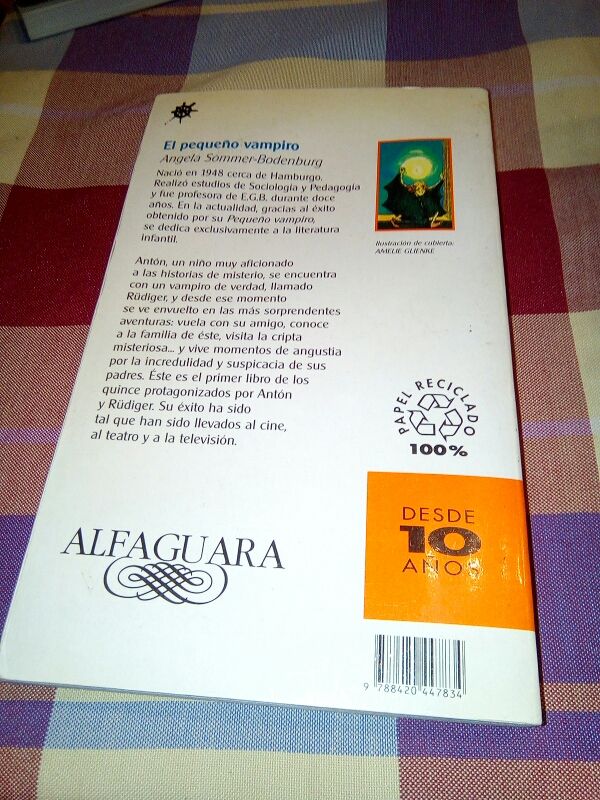 El pequeño vampiro
Angela Sommer-Bodenburg
Nació en 1948 cerca de Hamburgo.
Realizó estudios de Sociología y Pedagogía
y fue profesora de E.G.B. durante doce
años. En la actualidad, gracias al éxito
obtenido por su Pequeño vampiro,
se dedica exclusivamente a la literatura
infantil.
Ilustración de cubierta:
AMELIE GLIENKE
Antón, un niño muy aficionado
a las historias de misterio, se encuentra
con un vampiro de verdad, llamado
Rüdiger, y desde ese momento
se ve envuelto en las más sorprendentes
aventuras: vuela con su amigo, conoce
a la familia de éste, visita la cripta
misteriosa... y vive momentos de angustia
por la incredulidad y suspicacia de sus
padres. Éste es el primer libro de los
quince protagonizados por Antón
y Rüdiger. Su éxito ha sido
tal que han sido llevados al cine,
al teatro y a la televisión.
PAPEL RECICLADO
100%
DESDE
10
AÑOS
ALFAGUARA
9 788420 447834